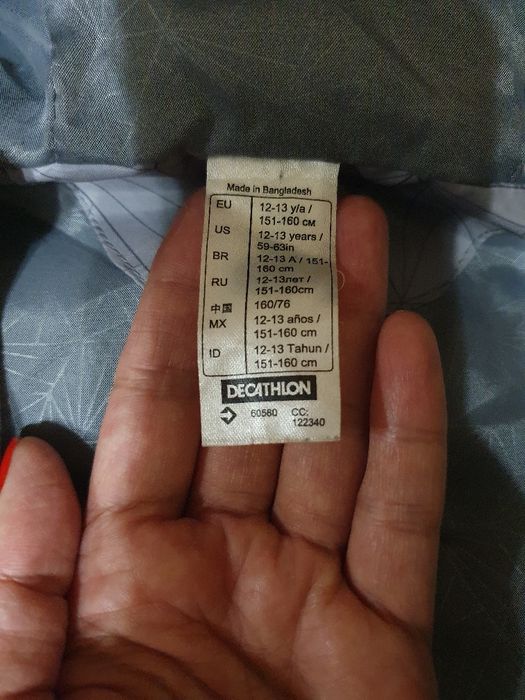 Made in Bangladesh
EU 12-13 y/a /
151-160 см
US 12-13 years /
59-63in
BR 12-13 A / 151-
160 cm
RU 12-13лет /
151-160cm
中国 160/76
MX 12-13 años /
151-160 cm
ID 12-13 Tahun /
151-160 cm
DECATHLON
60560 CC:
122340